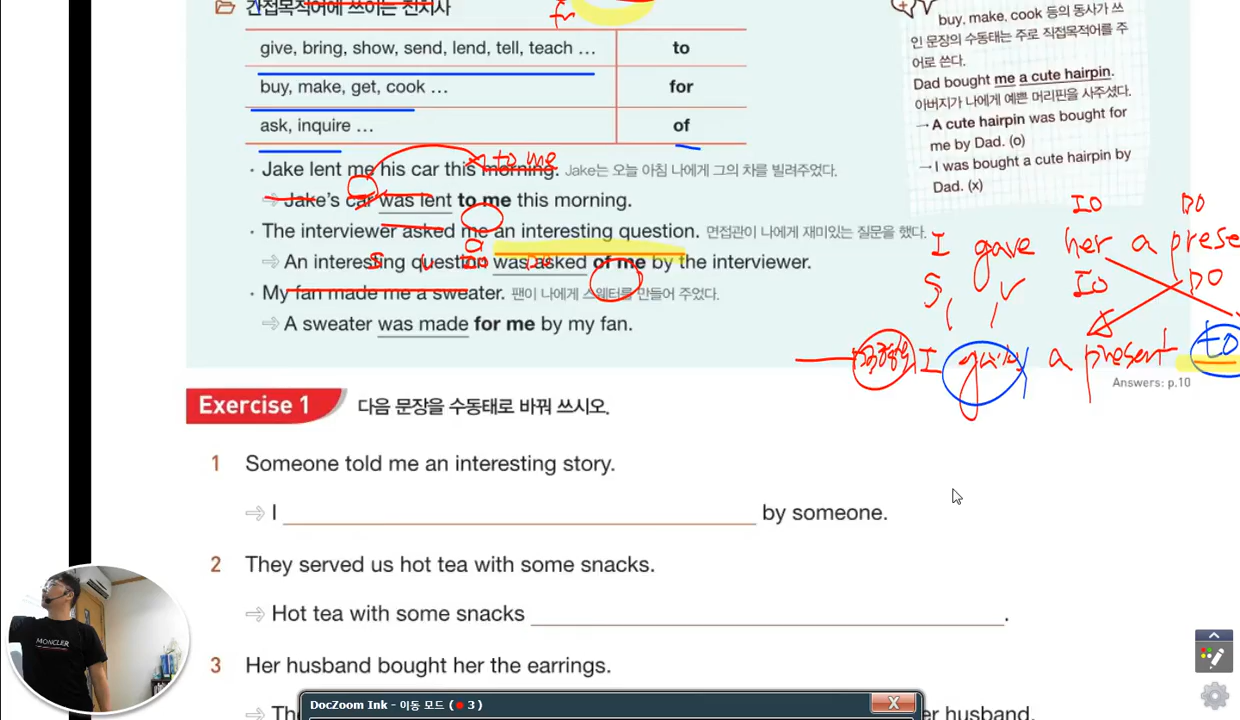 간접목적어에 쓰이는 전치사
give, bring, show, send, lend, tell, teach ... to
buy, make, get, cook ... for
ask, inquire ... of
Jake lent me his car this morning. Jake는 오늘 아침 나에게 그의 차를 빌려주었다.
to me
⇨ Jake's car was lent to me this morning.
The interviewer asked me an interesting question. 면접관이 나에게 재미있는 질문을 했다.
⇨ An interesting question was asked of me by the interviewer.
My fan made me a sweater. 팬이 나에게 스웨터를 만들어 주었다.
⇨ A sweater was made for me by my fan.
buy, make, cook 등의 동사가 쓰
인 문장의 수동태는 주로 직접목적어를 주
어로 쓴다.
Dad bought me a cute hairpin.
아버지가 나에게 예쁜 머리핀을 사주셨다.
→ A cute hairpin was bought for
me by Dad. (o)
→ I was bought a cute hairpin by
Dad. (x)
IO DO
I gave her a prese
S V IO DO
I a present to
Answers: p.10
Exercise 1 다음 문장을 수동태로 바꿔 쓰시오.
1 Someone told me an interesting story.
⇨ I by someone.
2 They served us hot tea with some snacks.
⇨ Hot tea with some snacks .
3 Her husband bought her the earrings.
MONCLER
DocZoom Ink - 이동 모드 ( 3 )
⇨ Th er husband.